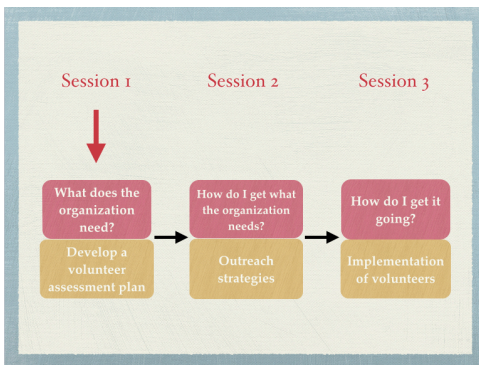 Session 1
Session 2
Session 3
What does the
organization
need?
Develop a
volunteer
assessment plan
How do I get what
the organization
needs?
Outreach
strategies
How do I get it
going?
Implementation
of volunteers